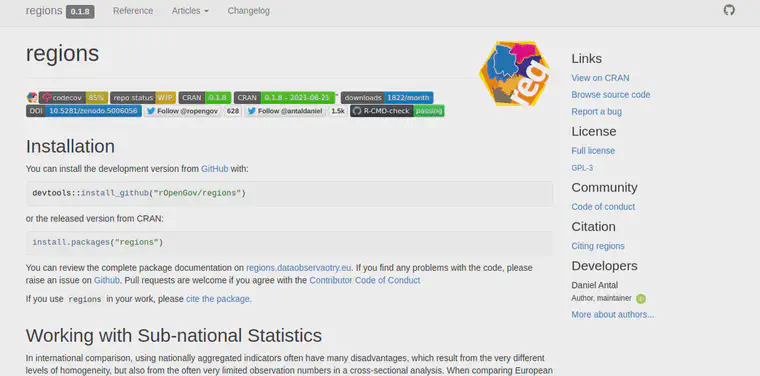 regions 0.1.8 Reference Articles Changelog
regions
reg
codecov 85% repo status WIP CRAN 0.1.8 CRAN 0.1.8 – 2021-06-21 downloads 1822/month
DOI 10.5281/zenodo.5006056 Follow @ropengov 628 Follow @antaldaniel 1.5k R-CMD-check passing
Installation
You can install the development version from GitHub with:
devtools::install_github("rOpenGov/regions")
or the released version from CRAN:
install.packages("regions")
You can review the complete package documentation on regions.dataobservaotry.eu. If you find any problems with the code, please
raise an issue on Github. Pull requests are welcome if you agree with the Contributor Code of Conduct
If you use regions in your work, please cite the package.
Working with Sub-national Statistics
In international comparison, using nationally aggregated indicators often have many disadvantages, which result from the very different
levels of homogeneity, but also from the often very limited observation numbers in a cross-sectional analysis. When comparing European
Links
View on CRAN
Browse source code
Report a bug
License
Full license
GPL-3
Community
Code of conduct
Citation
Citing regions
Developers
Daniel Antal
Author, maintainer iD
More about authors...